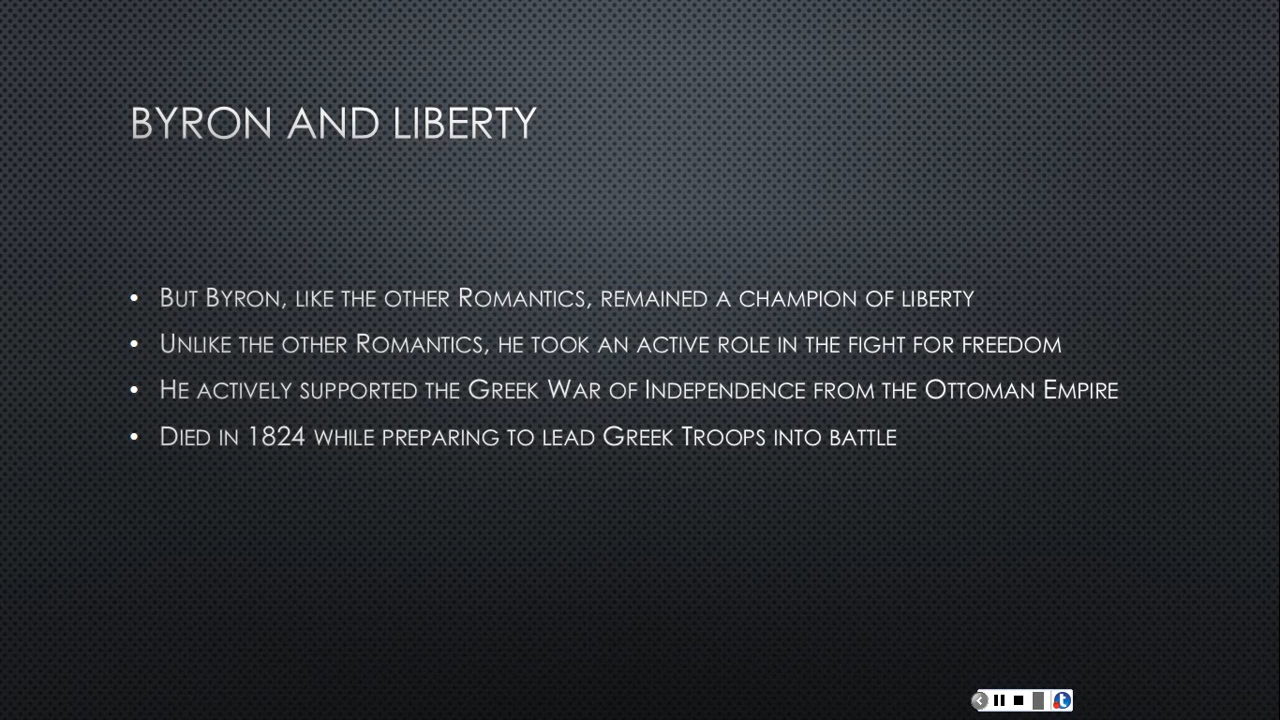 BYRON AND LIBERTY
• BUT BYRON, LIKE THE OTHER ROMANTICS, REMAINED A CHAMPION OF LIBERTY
• UNLIKE THE OTHER ROMANTICS, HE TOOK AN ACTIVE ROLE IN THE FIGHT FOR FREEDOM
• HE ACTIVELY SUPPORTED THE GREEK WAR OF INDEPENDENCE FROM THE OTTOMAN EMPIRE
• DIED IN 1824 WHILE PREPARING TO LEAD GREEK TROOPS INTO BATTLE
t